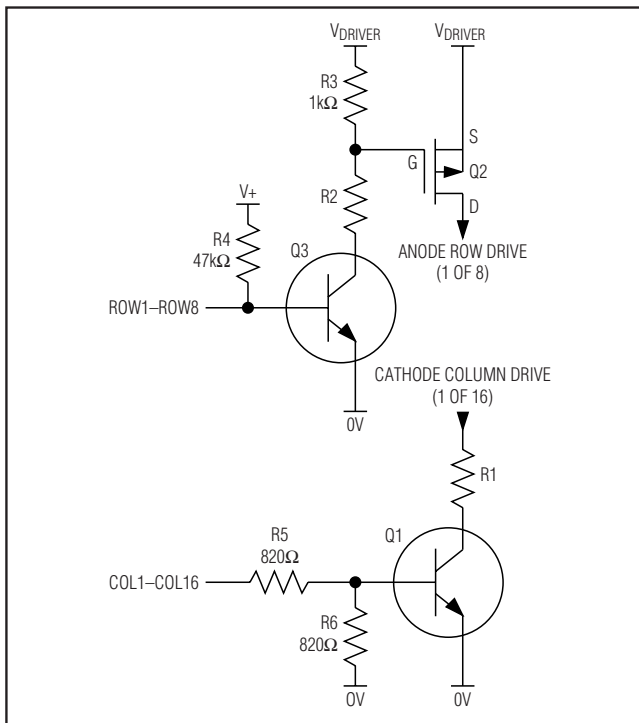 VDRIVER VDRIVER
R3
1kΩ
S
G
Q2
D
R2
V+
R4
47kΩ
Q3
ANODE ROW DRIVE
(1 OF 8)
ROW1–ROW8
CATHODE COLUMN DRIVE
(1 OF 16)
0V
R1
R5
820Ω
Q1
COL1–COL16
R6
820Ω
0V 0V